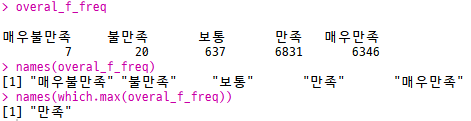 > overal_f_freq
매우불만족 불만족 보통 만족 매우만족
7 20 637 6831 6346
> names(overal_f_freq)
[1] "매우불만족" "불만족" "보통" "만족" "매우만족"
> names(which.max(overal_f_freq))
[1] "만족"